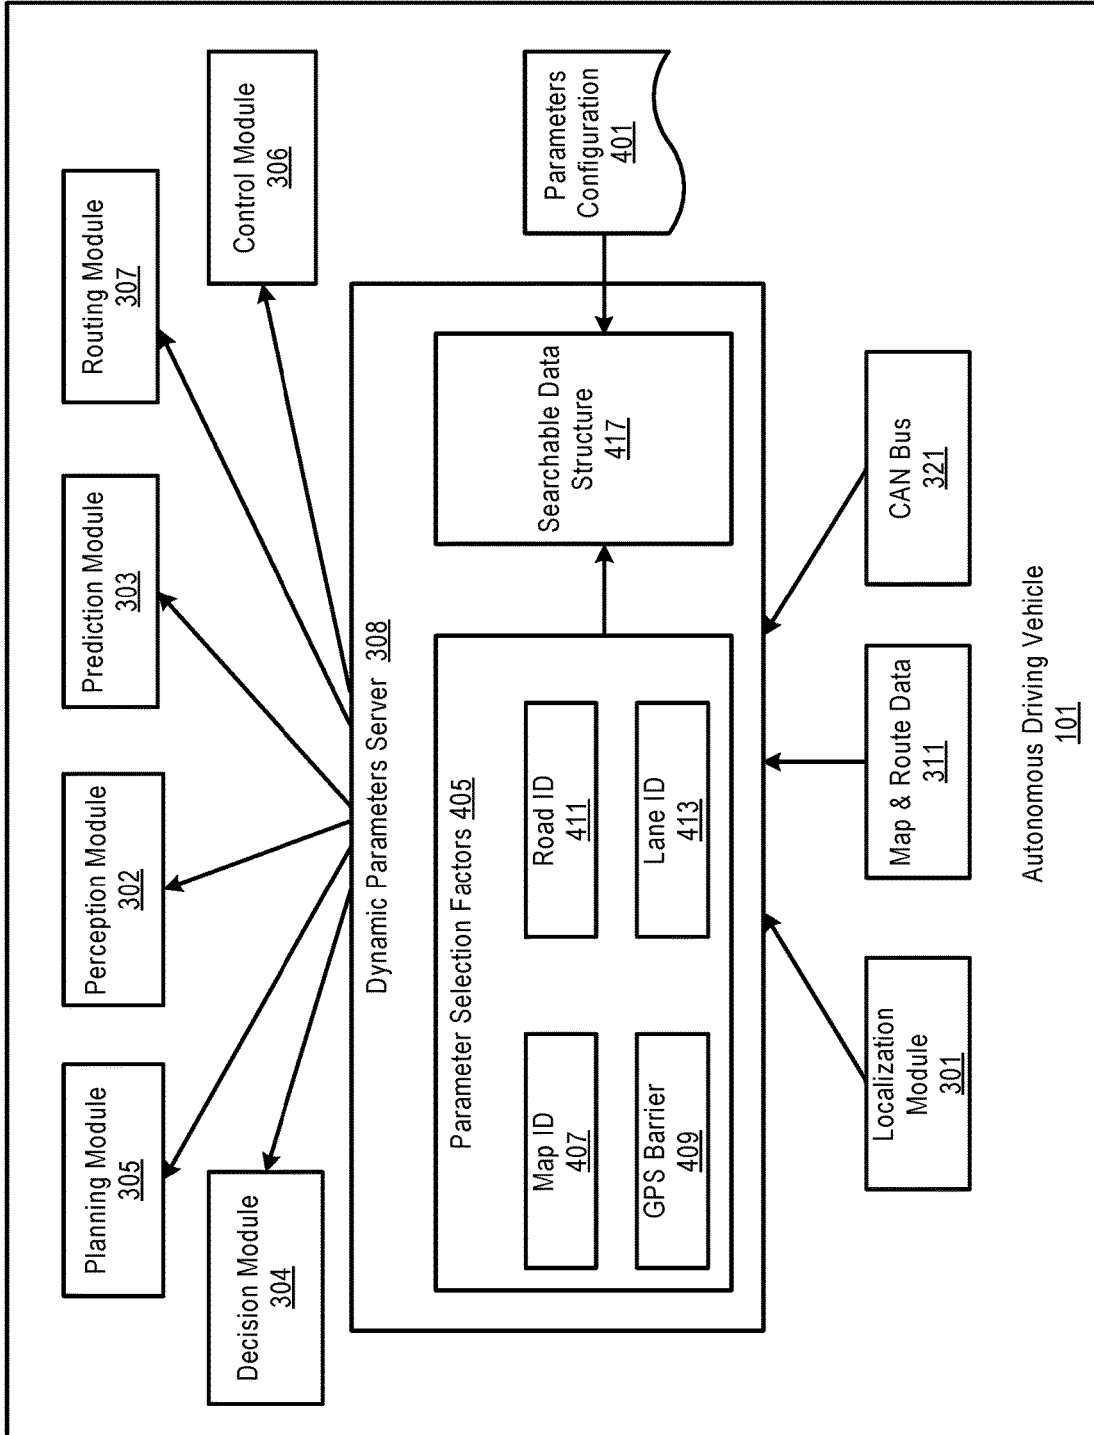 Planning Module
305
Perception Module
302
Prediction Module
303
Routing Module
307
Decision Module
304
Control Module
306
Dynamic Parameters Server 308
Parameter Selection Factors 405
Map ID
407
Road ID
411
GPS Barrier
409
Lane ID
413
Searchable Data
Structure
417
Parameters
Configuration
401
Localization
Module
301
Map & Route Data
311
CAN Bus
321
Autonomous Driving Vehicle
101